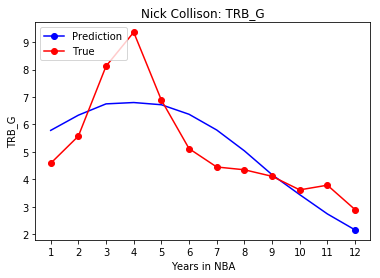 Nick Collison: TRB_G
Prediction
True
TRB_G
9
8
7
6
5
4
3
2
1 2 3 4 5 6 7 8 9 10 11 12
Years in NBA